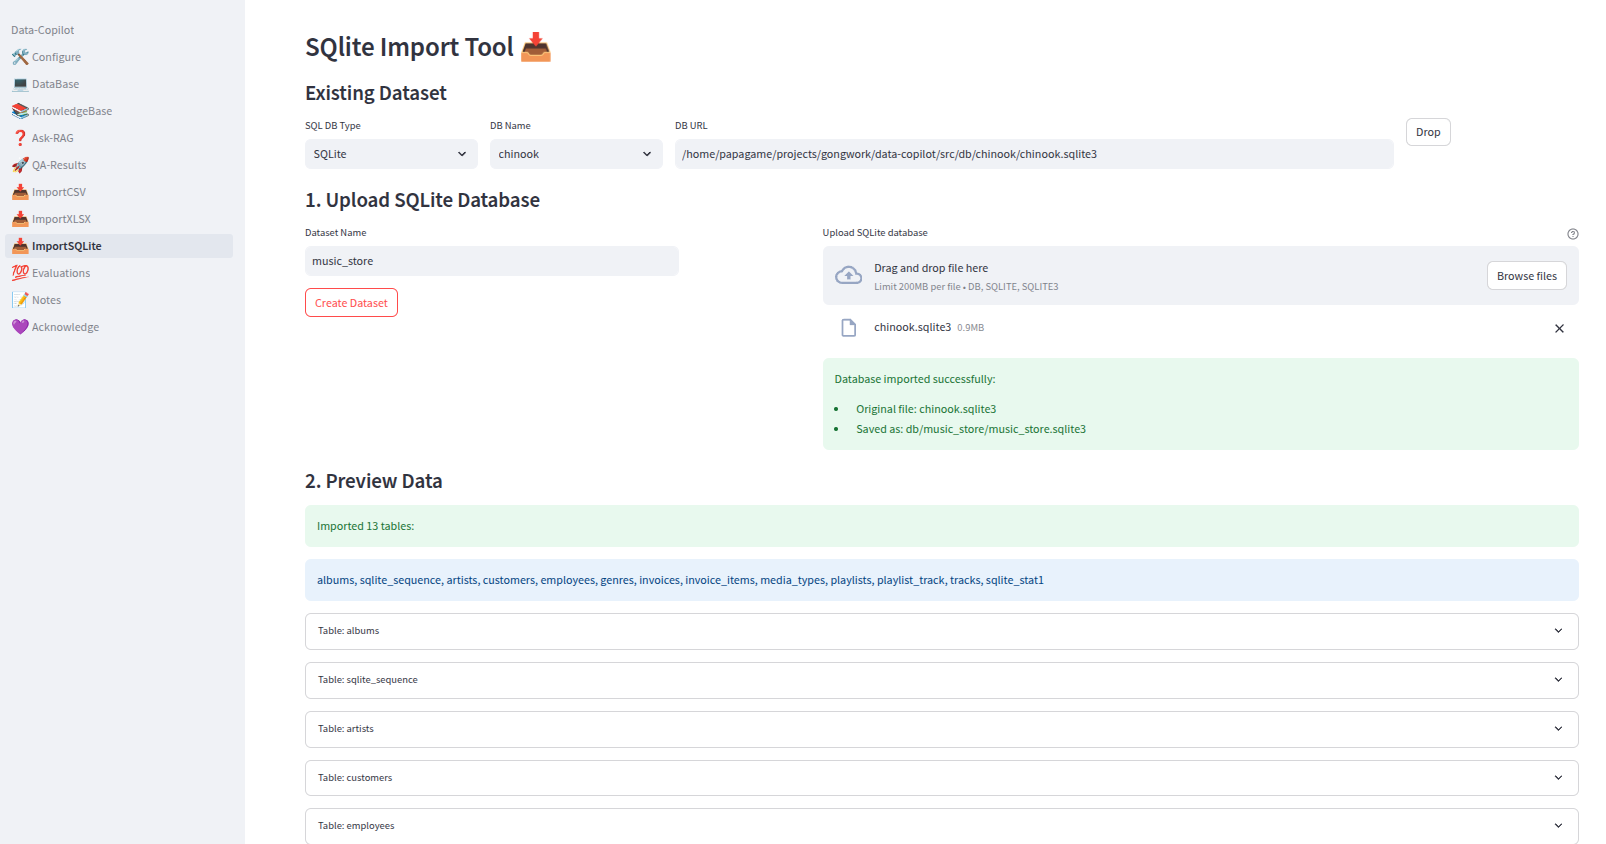 Data-Copilot
Configure
DataBase
KnowledgeBase
Ask-RAG
QA-Results
ImportCSV
ImportXLSX
ImportSQLite
Evaluations
Notes
Acknowledge
SQlite Import Tool
Existing Dataset
SQL DB Type
DB Name
DB URL
SQLite
chinook
/home/papagame/projects/gongwork/data-copilot/src/db/chinook/chinook.sqlite3
Drop
1. Upload SQLite Database
Dataset Name
music_store
Create Dataset
Upload SQLite database
Drag and drop file here
Limit 200MB per file • DB, SQLITE, SQLITE3
Browse files
chinook.sqlite3 0.9MB
Database imported successfully:
• Original file: chinook.sqlite3
• Saved as: db/music_store/music_store.sqlite3
2. Preview Data
Imported 13 tables:
albums, sqlite_sequence, artists, customers, employees, genres, invoices, invoice_items, media_types, playlists, playlist_track, tracks, sqlite_stat1
Table: albums
Table: sqlite_sequence
Table: artists
Table: customers
Table: employees